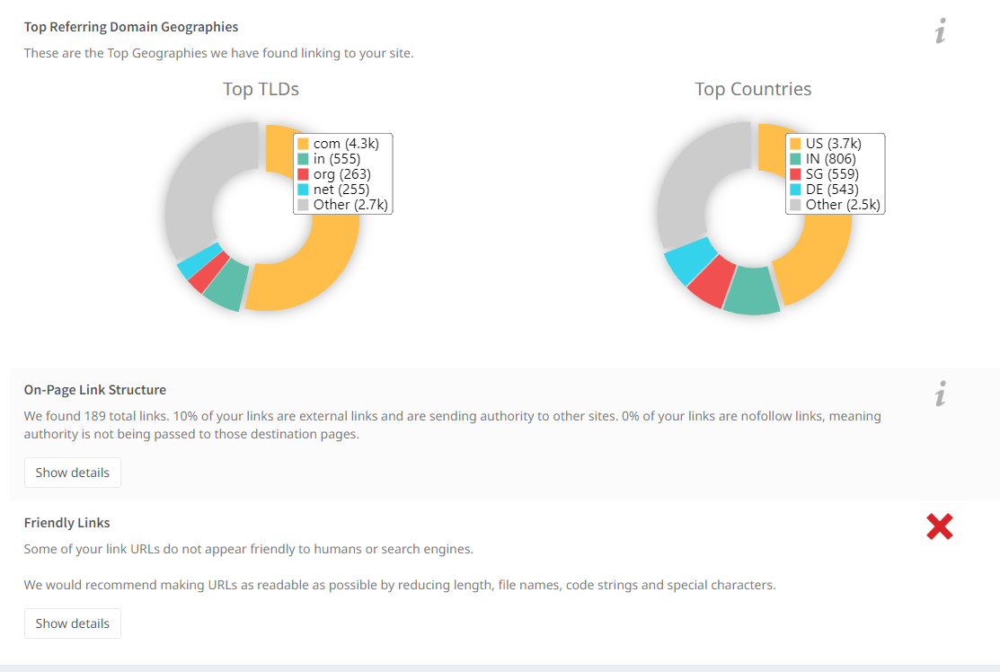 Top Referring Domain Geographies
These are the Top Geographies we have found linking to your site.
Top TLDs
com (4.3k)
in (555)
org (263)
net (255)
Other (2.7k)
Top Countries
US (3.7k)
IN (806)
SG (559)
DE (543)
Other (2.5k)
On-Page Link Structure
We found 189 total links. 10% of your links are external links and are sending authority to other sites. 0% of your links are nofollow links, meaning
authority is not being passed to those destination pages.
Show details
Friendly Links
Some of your link URLs do not appear friendly to humans or search engines.
We would recommend making URLs as readable as possible by reducing length, file names, code strings and special characters.
Show details